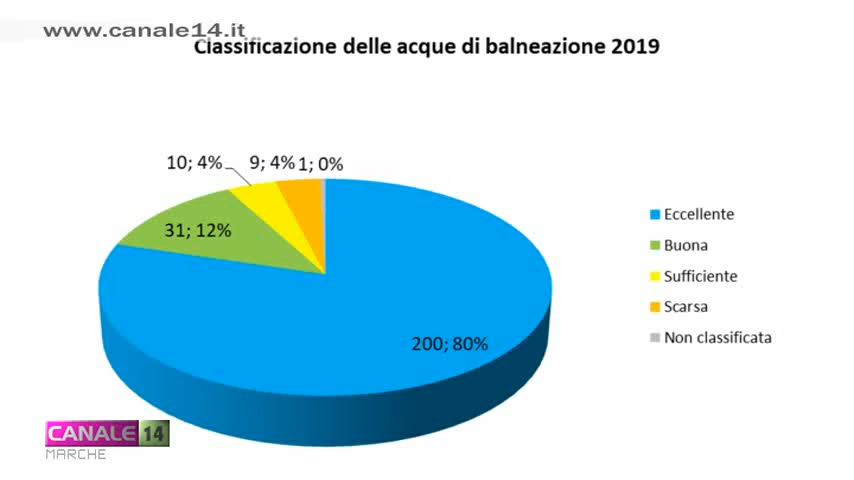 www.canale14.it
Classificazione delle acque di balneazione 2019
10; 4%
9; 4%
1; 0%
31; 12%
200; 80%
Eccellente
Buona
Sufficiente
Scarsa
Non classificata
CANALE 14
MARCHE